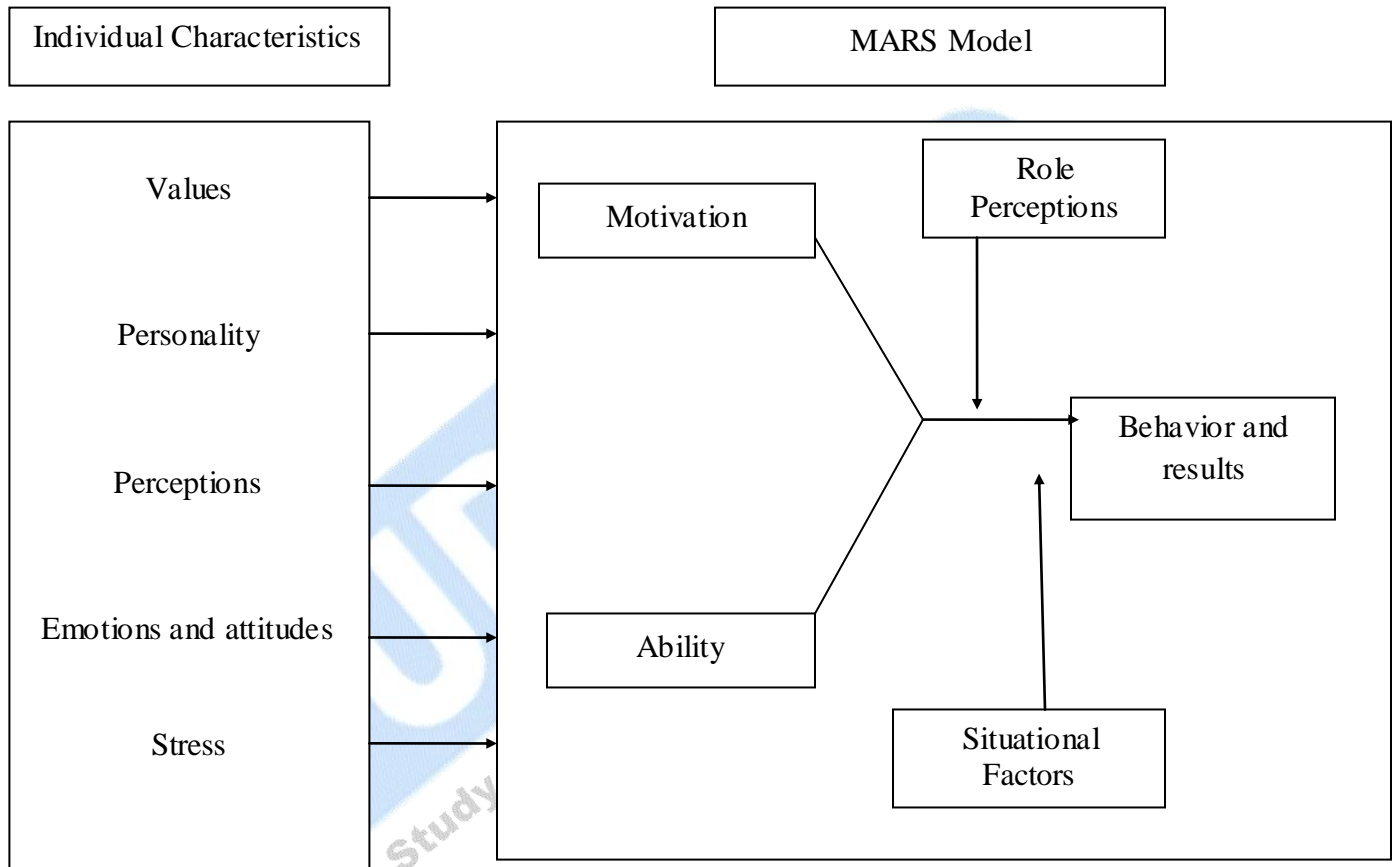 Individual Characteristics
MARS Model
Values
Personality
Perceptions
Emotions and attitudes
Stress
Motivation
Ability
Role
Perceptions
Behavior and
results
Situational
Factors
Study